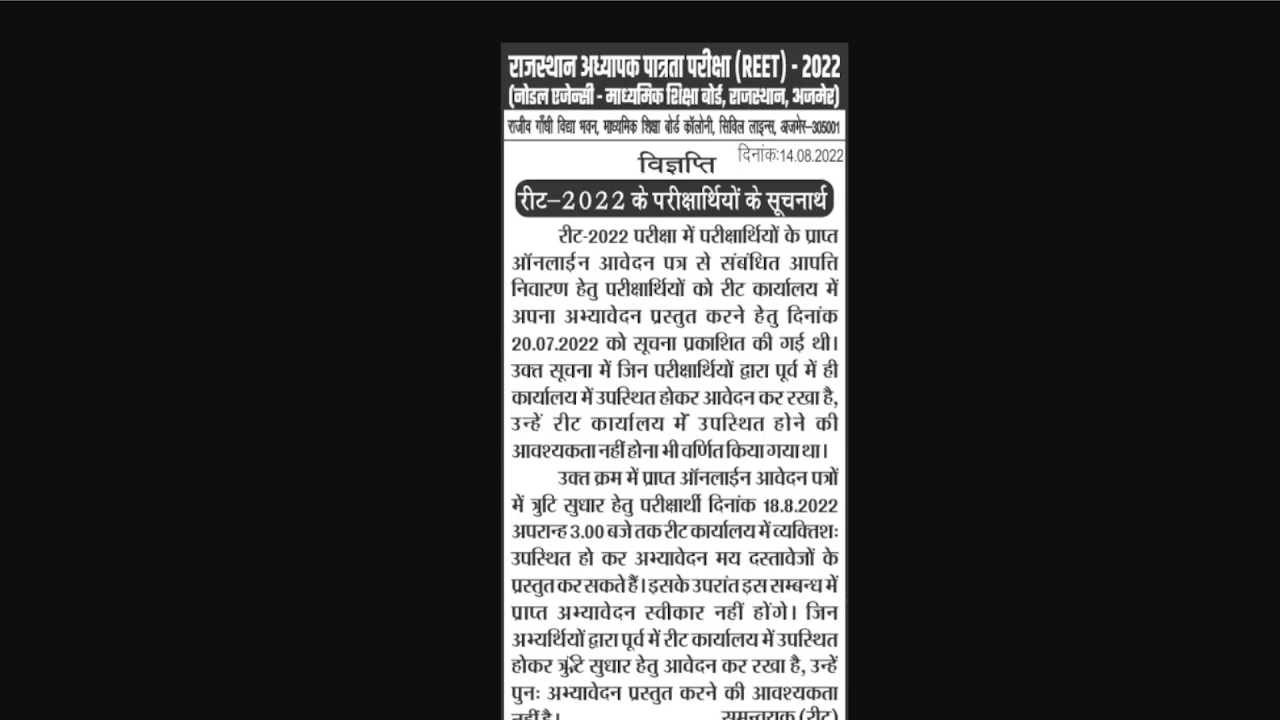 राजस्थान अध्यापक पात्रता परीक्षा (REET) - 2022
(नोडल एजेन्सी - माध्यमिक शिक्षा बोर्ड, राजस्थान, अजमेर)
राजीव गाँधी विद्या भवन, माध्यमिक शिक्षा बोर्ड कॉलोनी, सिविल लाइन्स, अजमेर-305001
दिनांक:14.08.2022
विज्ञप्ति
रीट-2022 के परीक्षार्थियों के सूचनार्थ
रीट-2022 परीक्षा में परीक्षार्थियों के प्राप्त
ऑनलाईन आवेदन पत्र से संबंधित आपत्ति
निवारण हेतु परीक्षार्थियों को रीट कार्यालय में
अपना अभ्यावेदन प्रस्तुत करने हेतु दिनांक
20.07.2022 को सूचना प्रकाशित की गई थी।
उक्त सूचना में जिन परीक्षार्थियों द्वारा पूर्व में ही
कार्यालय में उपस्थित होकर आवेदन कर रखा है,
उन्हें रीट कार्यालय में उपस्थित होने की
आवश्यकता नहीं होना भी वर्णित किया गया था।
उक्त क्रम में प्राप्त ऑनलाईन आवेदन पत्रों
में त्रुटि सुधार हेतु परीक्षार्थी दिनांक 18.8.2022
अपरान्ह 3.00 बजे तक रीट कार्यालय में व्यक्तिशः
उपस्थित हो कर अभ्यावेदन मय दस्तावेजों के
प्रस्तुत कर सकते हैं। इसके उपरांत इस सम्बन्ध में
प्राप्त अभ्यावेदन स्वीकार नहीं होंगे। जिन
अभ्यर्थियों द्वारा पूर्व में रीट कार्यालय में उपस्थित
होकर त्रुटि सुधार हेतु आवेदन कर रखा है, उन्हें
पुनः अभ्यावेदन प्रस्तुत करने की आवश्यकता
नहीं है। समन्वयक (रीट)